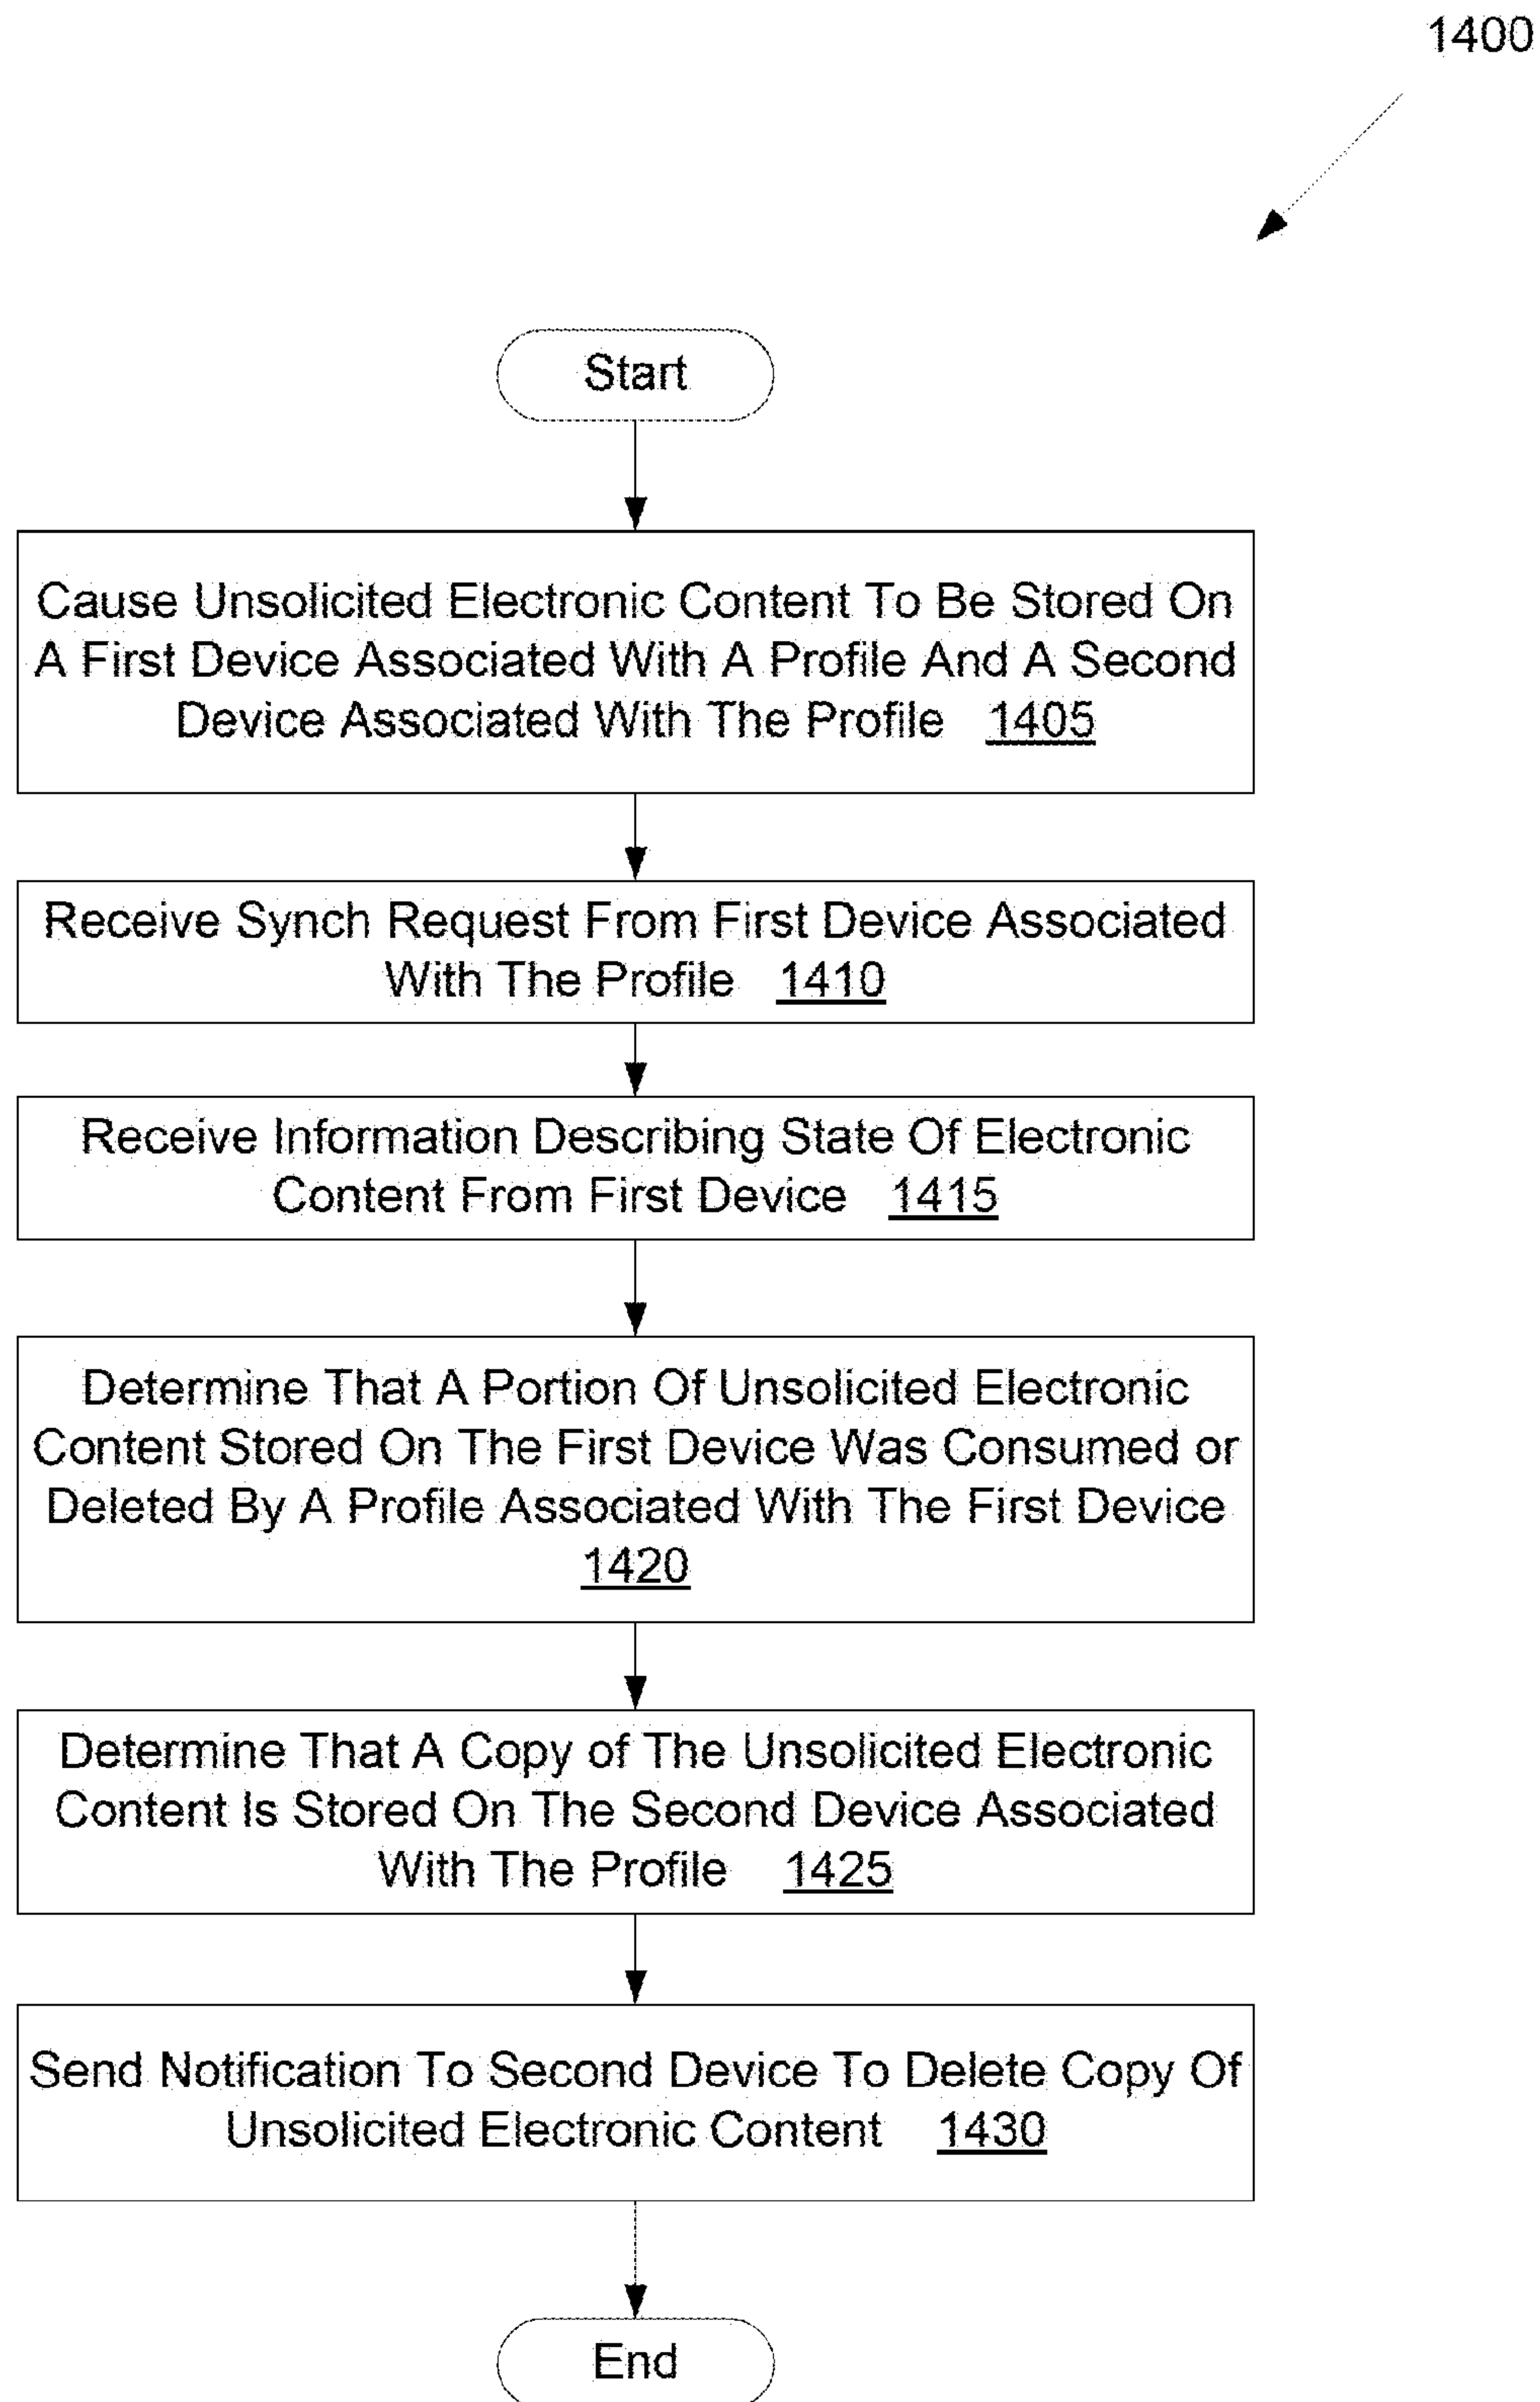 1400
Start
Cause Unsolicited Electronic Content To Be Stored On
A First Device Associated With A Profile And A Second
Device Associated With The Profile 1405
Receive Synch Request From First Device Associated
With The Profile 1410
Receive Information Describing State Of Electronic
Content From First Device 1415
Determine That A Portion Of Unsolicited Electronic
Content Stored On The First Device Was Consumed or
Deleted By A Profile Associated With The First Device
1420
Determine That A Copy of The Unsolicited Electronic
Content Is Stored On The Second Device Associated
With The Profile 1425
Send Notification To Second Device To Delete Copy Of
Unsolicited Electronic Content 1430
End